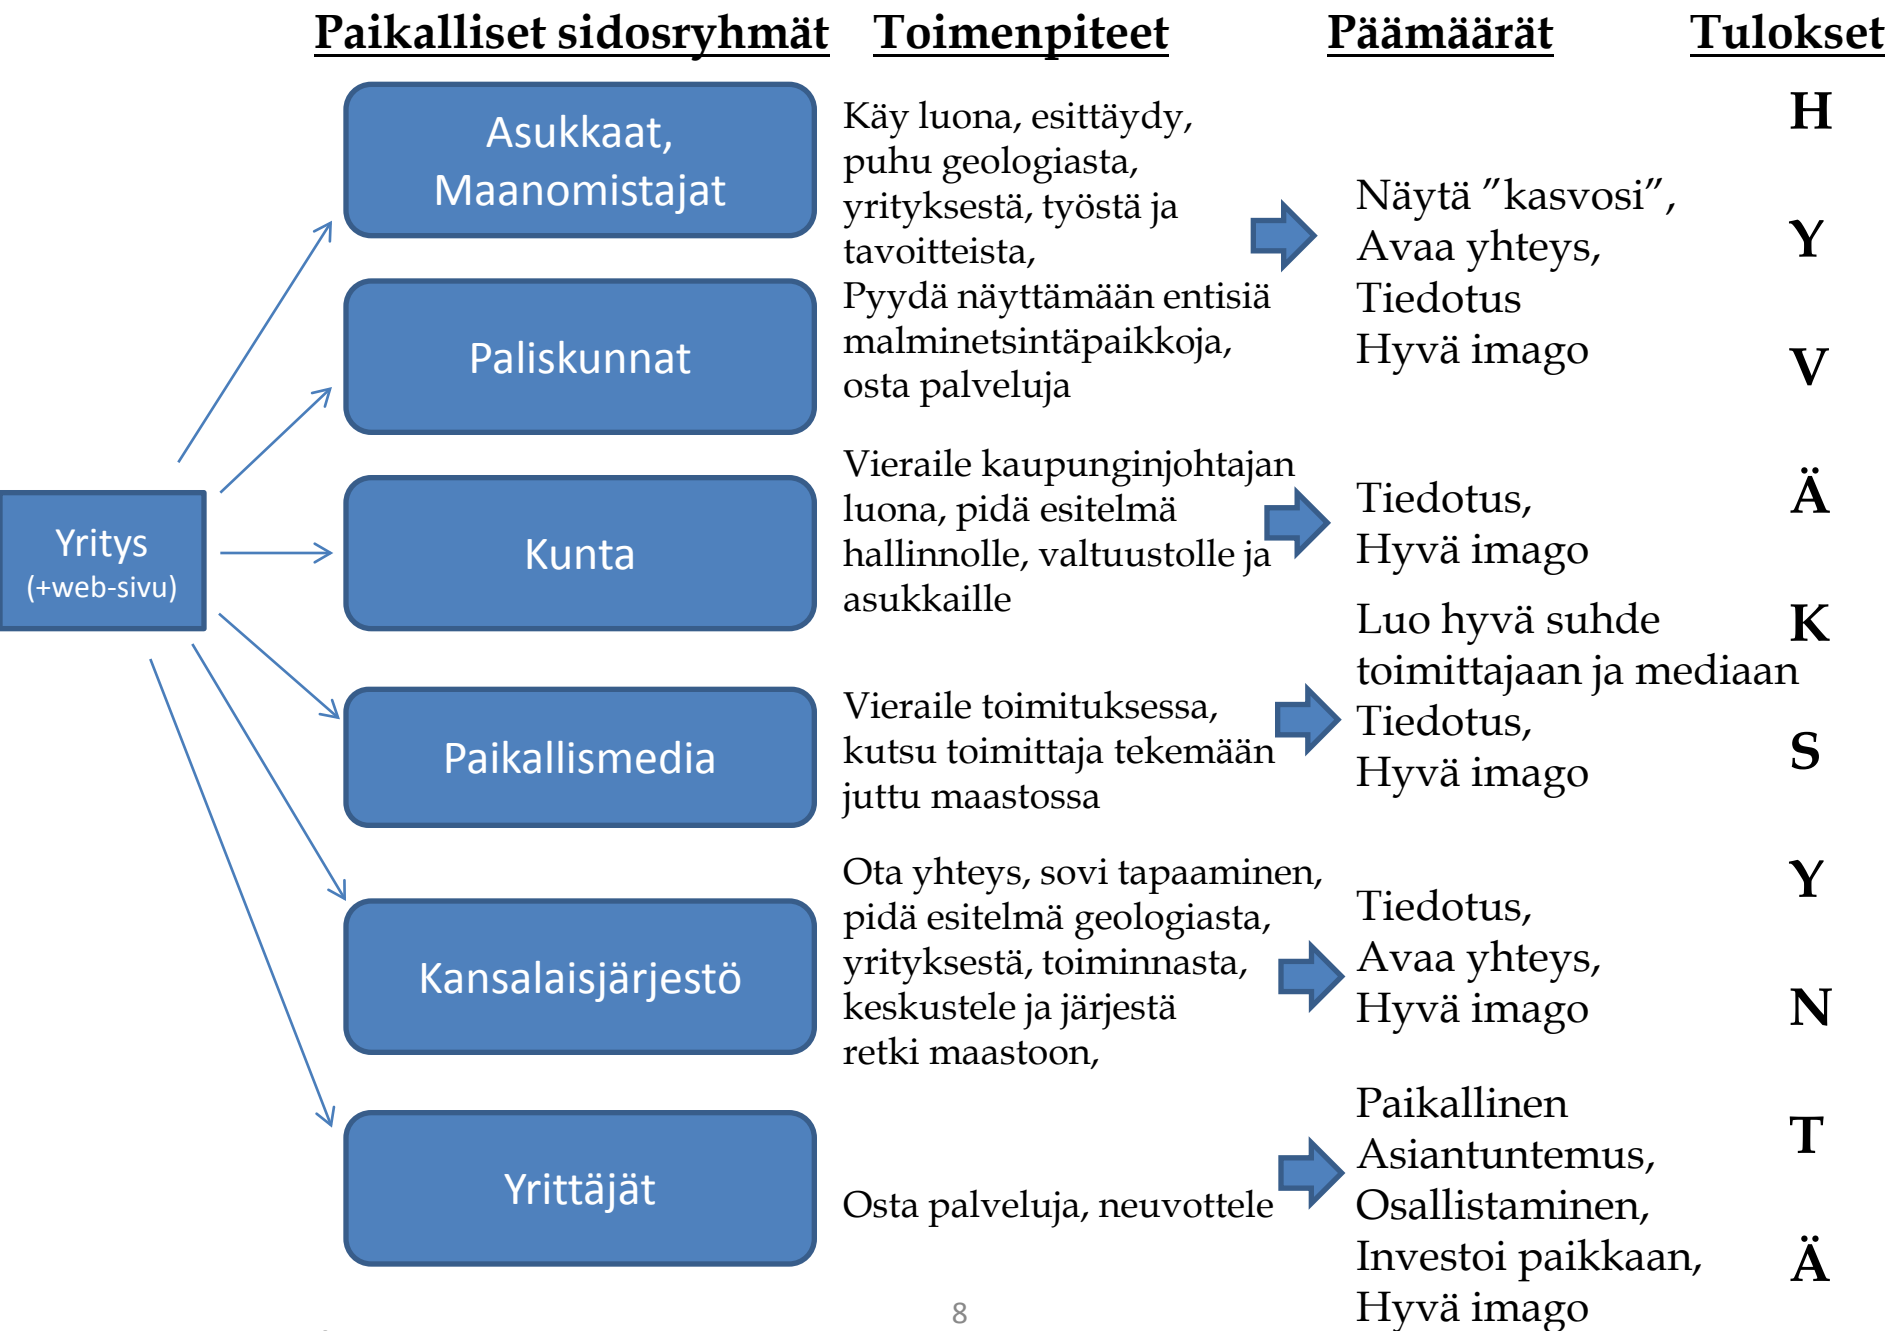 Paikalliset sidosryhmät
Toimenpiteet
Päämäärät
Tulokset
Yritys
(+web-sivu)
Asukkaat,
Maanomistajat
Paliskunnat
Käy luona, esittäydy,
puhu geologiasta,
yrityksestä, työstä ja
tavoitteista,
Pyydä näyttämään entisiä
malminetsintäpaikkoja,
osta palveluja
Näytä ”kasvosi”,
Avaa yhteys,
Tiedotus
Hyvä imago
Kunta
Vieraile kaupunginjohtajan
luona, pidä esitelmä
hallinnolle, valtuustolle ja
asukkaille
Tiedotus,
Hyvä imago
Paikallismedia
Vieraile toimituksessa,
kutsu toimittaja tekemään
juttu maastossa
Luo hyvä suhde
toimittajaan ja mediaan
Tiedotus,
Hyvä imago
Kansalaisjärjestö
Ota yhteys, sovi tapaaminen,
pidä esitelmä geologiasta,
yrityksestä, toiminnasta,
keskustele ja järjestä
retki maastoon,
Tiedotus,
Avaa yhteys,
Hyvä imago
Yrittäjät
Osta palveluja, neuvottele
Paikallinen
Asiantuntemus,
Osallistaminen,
Investoi paikkaan,
Hyvä imago
H
Y
V
Ä
K
S
Y
N
T
Ä
8